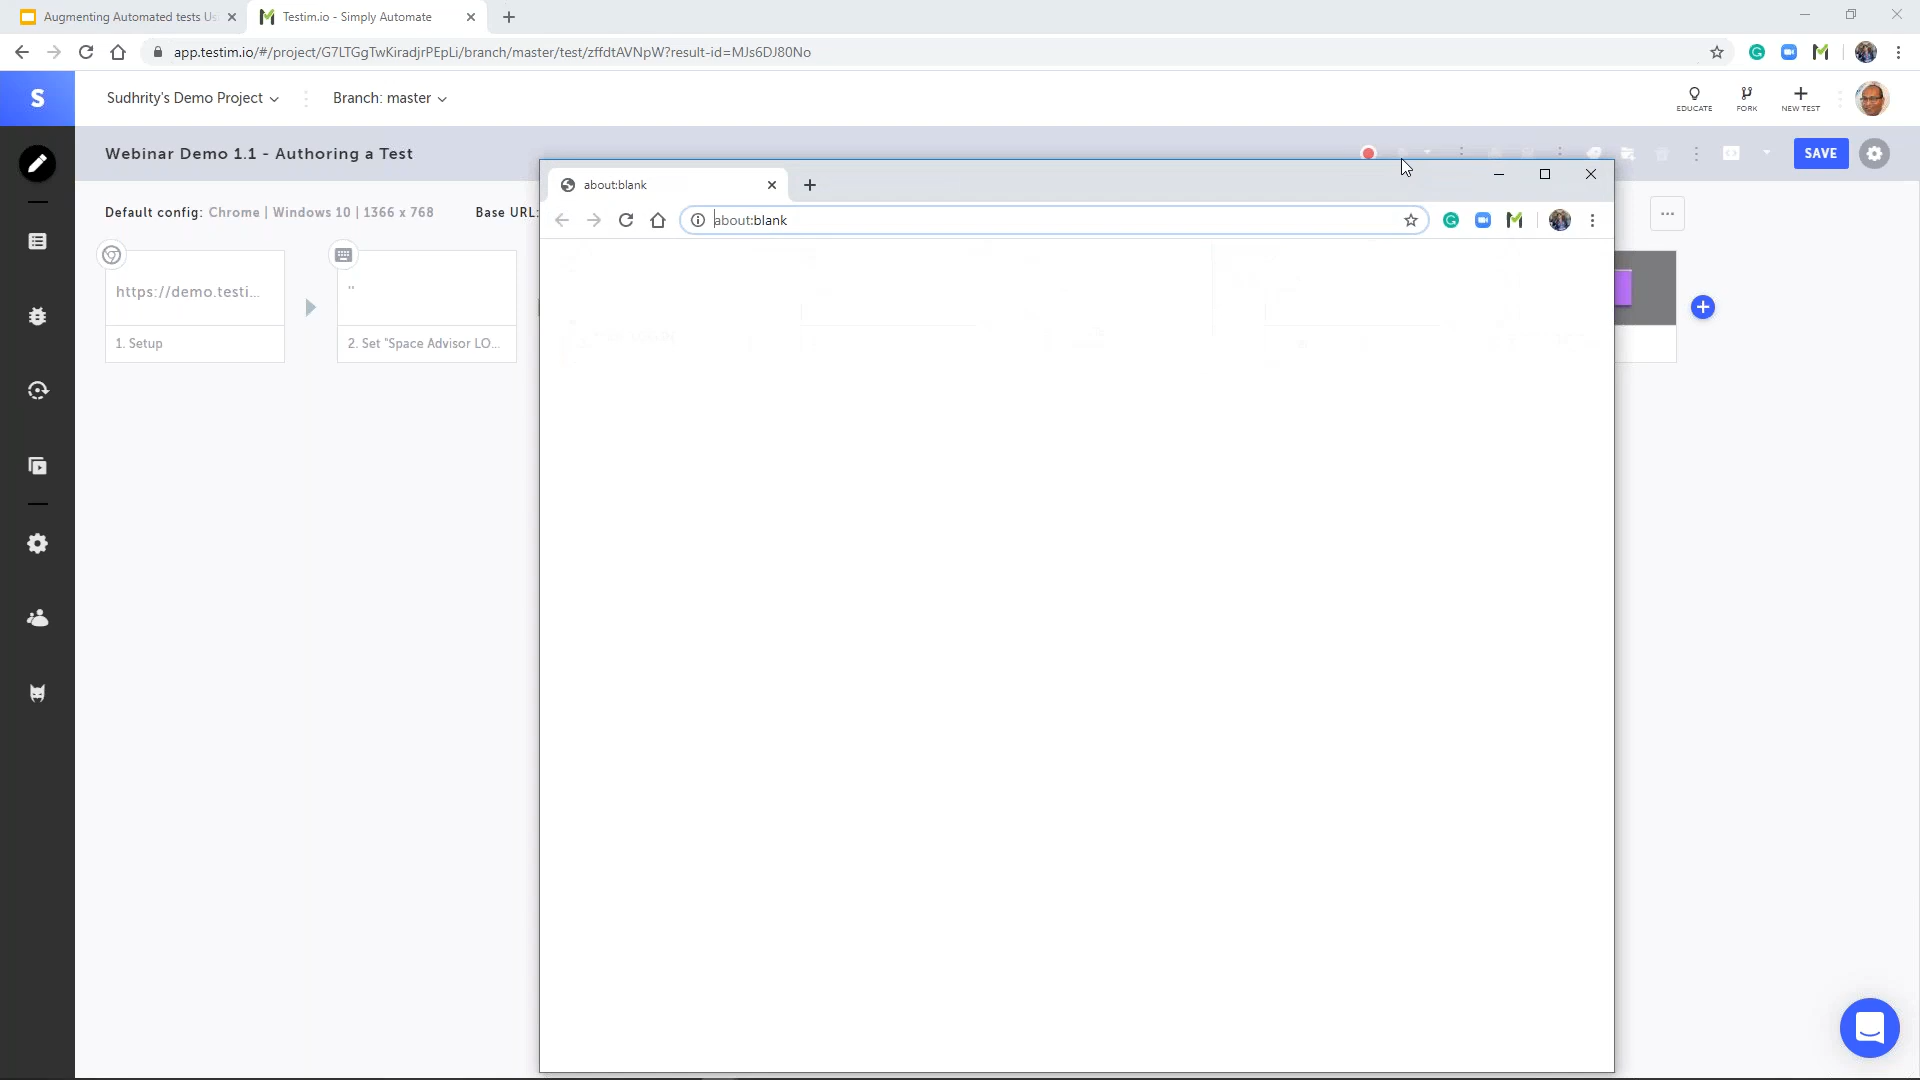 Augmenting Automated tests Us
Testim.io - Simply Automate
app.testim.io/#/project/G7LTGgTwKiradjrPEpLi/branch/master/test/zffdtAVNpW?result-id=MJs6DJ80No
S
Sudhrity's Demo Project
Branch: master
EDUCATE
FORK
NEW TEST
Webinar Demo 1.1 - Authoring a Test
SAVE
about:blank
Default config: Chrome | Windows 10 | 1366 x 768
Base URL:
about:blank
https://demo.testi...
"
1. Setup
2. Set "Space Advisor LO...